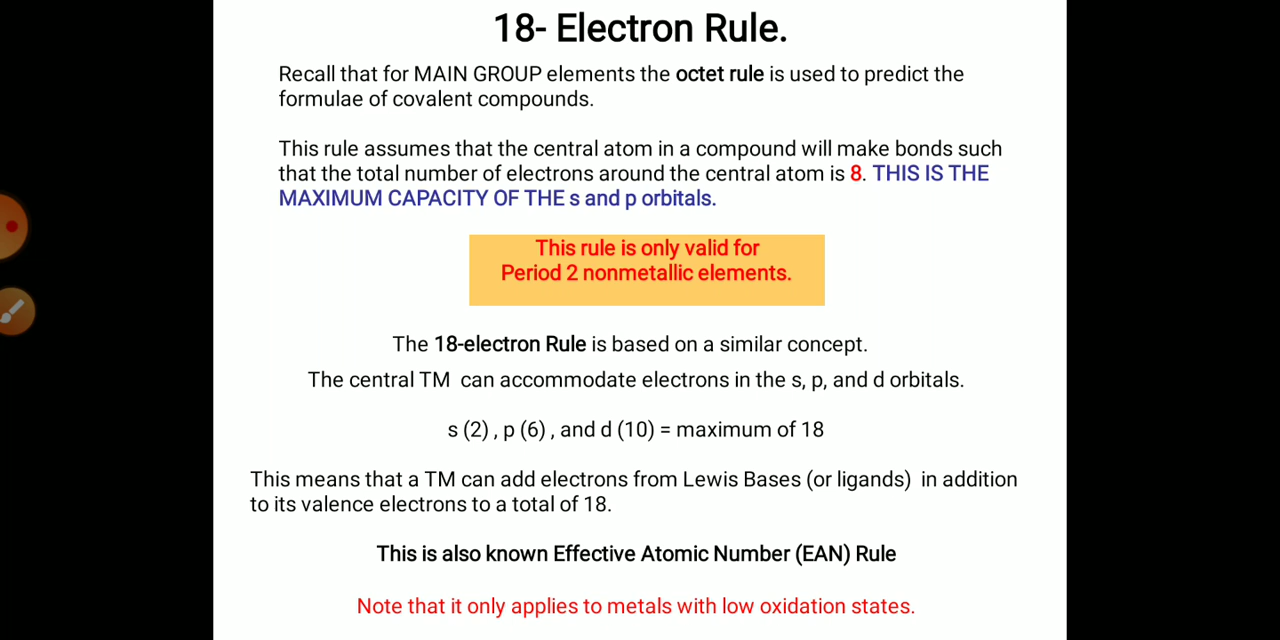 18- Electron Rule.
Recall that for MAIN GROUP elements the octet rule is used to predict the
formulae of covalent compounds.
This rule assumes that the central atom in a compound will make bonds such
that the total number of electrons around the central atom is 8. THIS IS THE
MAXIMUM CAPACITY OF THE s and p orbitals.
This rule is only valid for
Period 2 nonmetallic elements.
The 18-electron Rule is based on a similar concept.
The central TM can accommodate electrons in the s, p, and d orbitals.
s (2) , p (6) , and d (10) = maximum of 18
This means that a TM can add electrons from Lewis Bases (or ligands) in addition
to its valence electrons to a total of 18.
This is also known Effective Atomic Number (EAN) Rule
Note that it only applies to metals with low oxidation states.